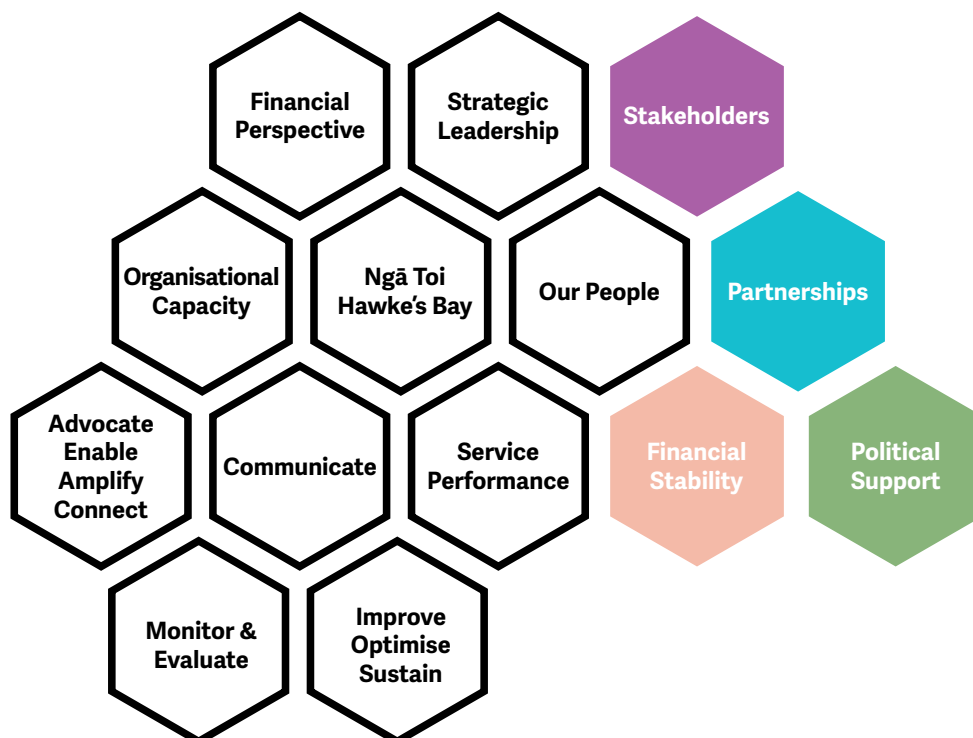 Financial
Perspective
Strategic
Leadership
Stakeholders
Organisational
Capacity
Ngā Toi
Hawke's Bay
Our People
Partnerships
Advocate
Enable
Amplify
Connect
Communicate
Service
Performance
Financial
Stability
Political
Support
Monitor &
Evaluate
Improve
Optimise
Sustain